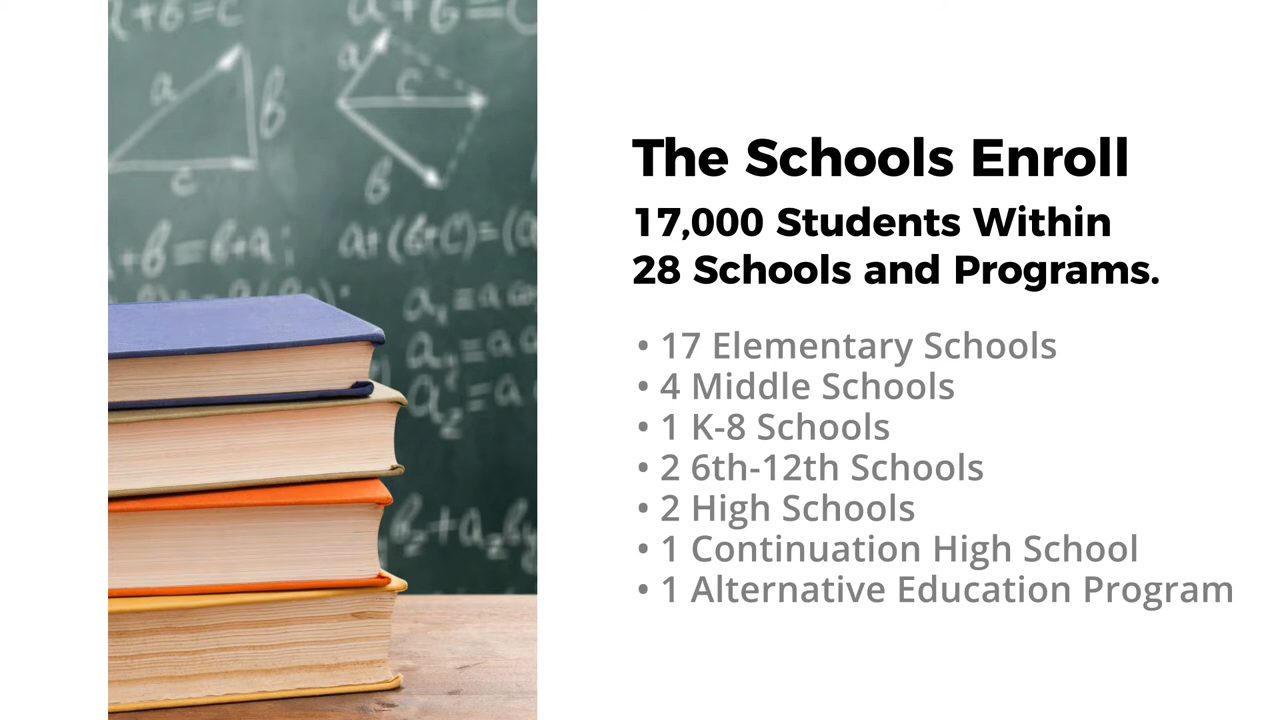 a+b=c
a
b
c
a
c
b
+b=b+a;
The Schools Enroll
17,000 Students Within
28 Schools and Programs.
• 17 Elementary Schools
• 4 Middle Schools
• 1 K-8 Schools
• 2 6th-12th Schools
• 2 High Schools
• 1 Continuation High School
• 1 Alternative Education Program